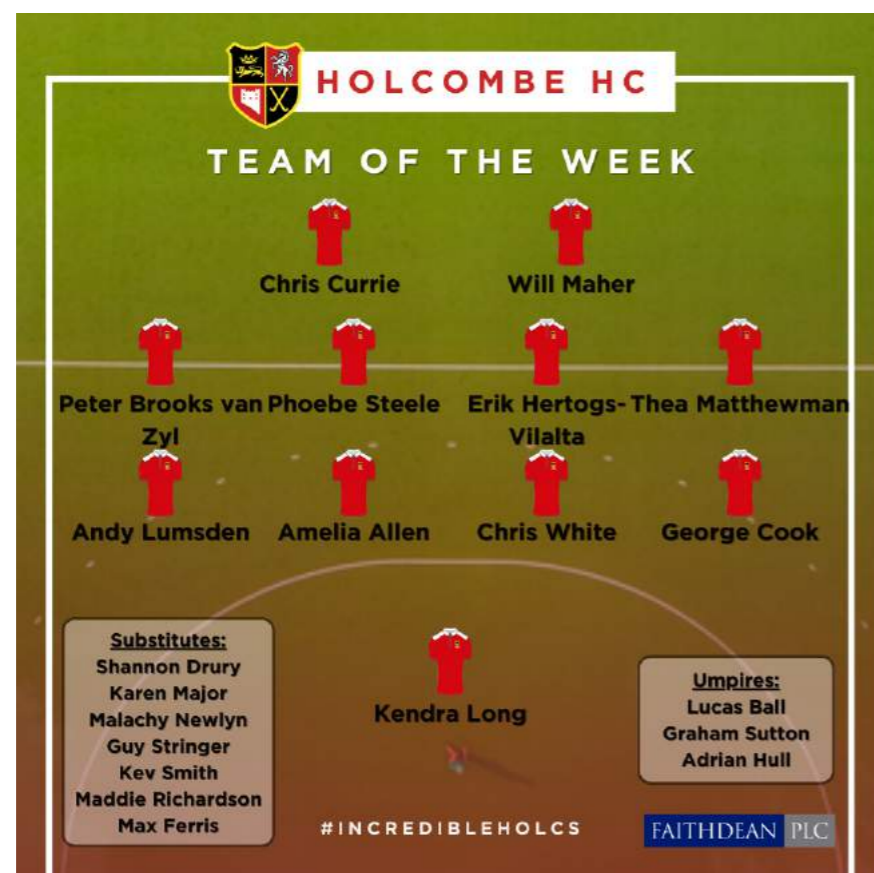 HOLCOMBE HC
TEAM OF THE WEEK
Chris Currie
Will Maher
Peter Brooks van
Zyl
Phoebe Steele
Erik Hertogs-
Vilalta
Thea Matthewman
Andy Lumsden
Amelia Allen
Chris White
George Cook
Kendra Long
Substitutes:
Shannon Drury
Karen Major
Malachy Newlyn
Guy Stringer
Kev Smith
Maddie Richardson
Max Ferris
Umpires:
Lucas Ball
Graham Sutton
Adrian Hull
#INCREDIBLEHOLCS
FAITHDEAN PLC